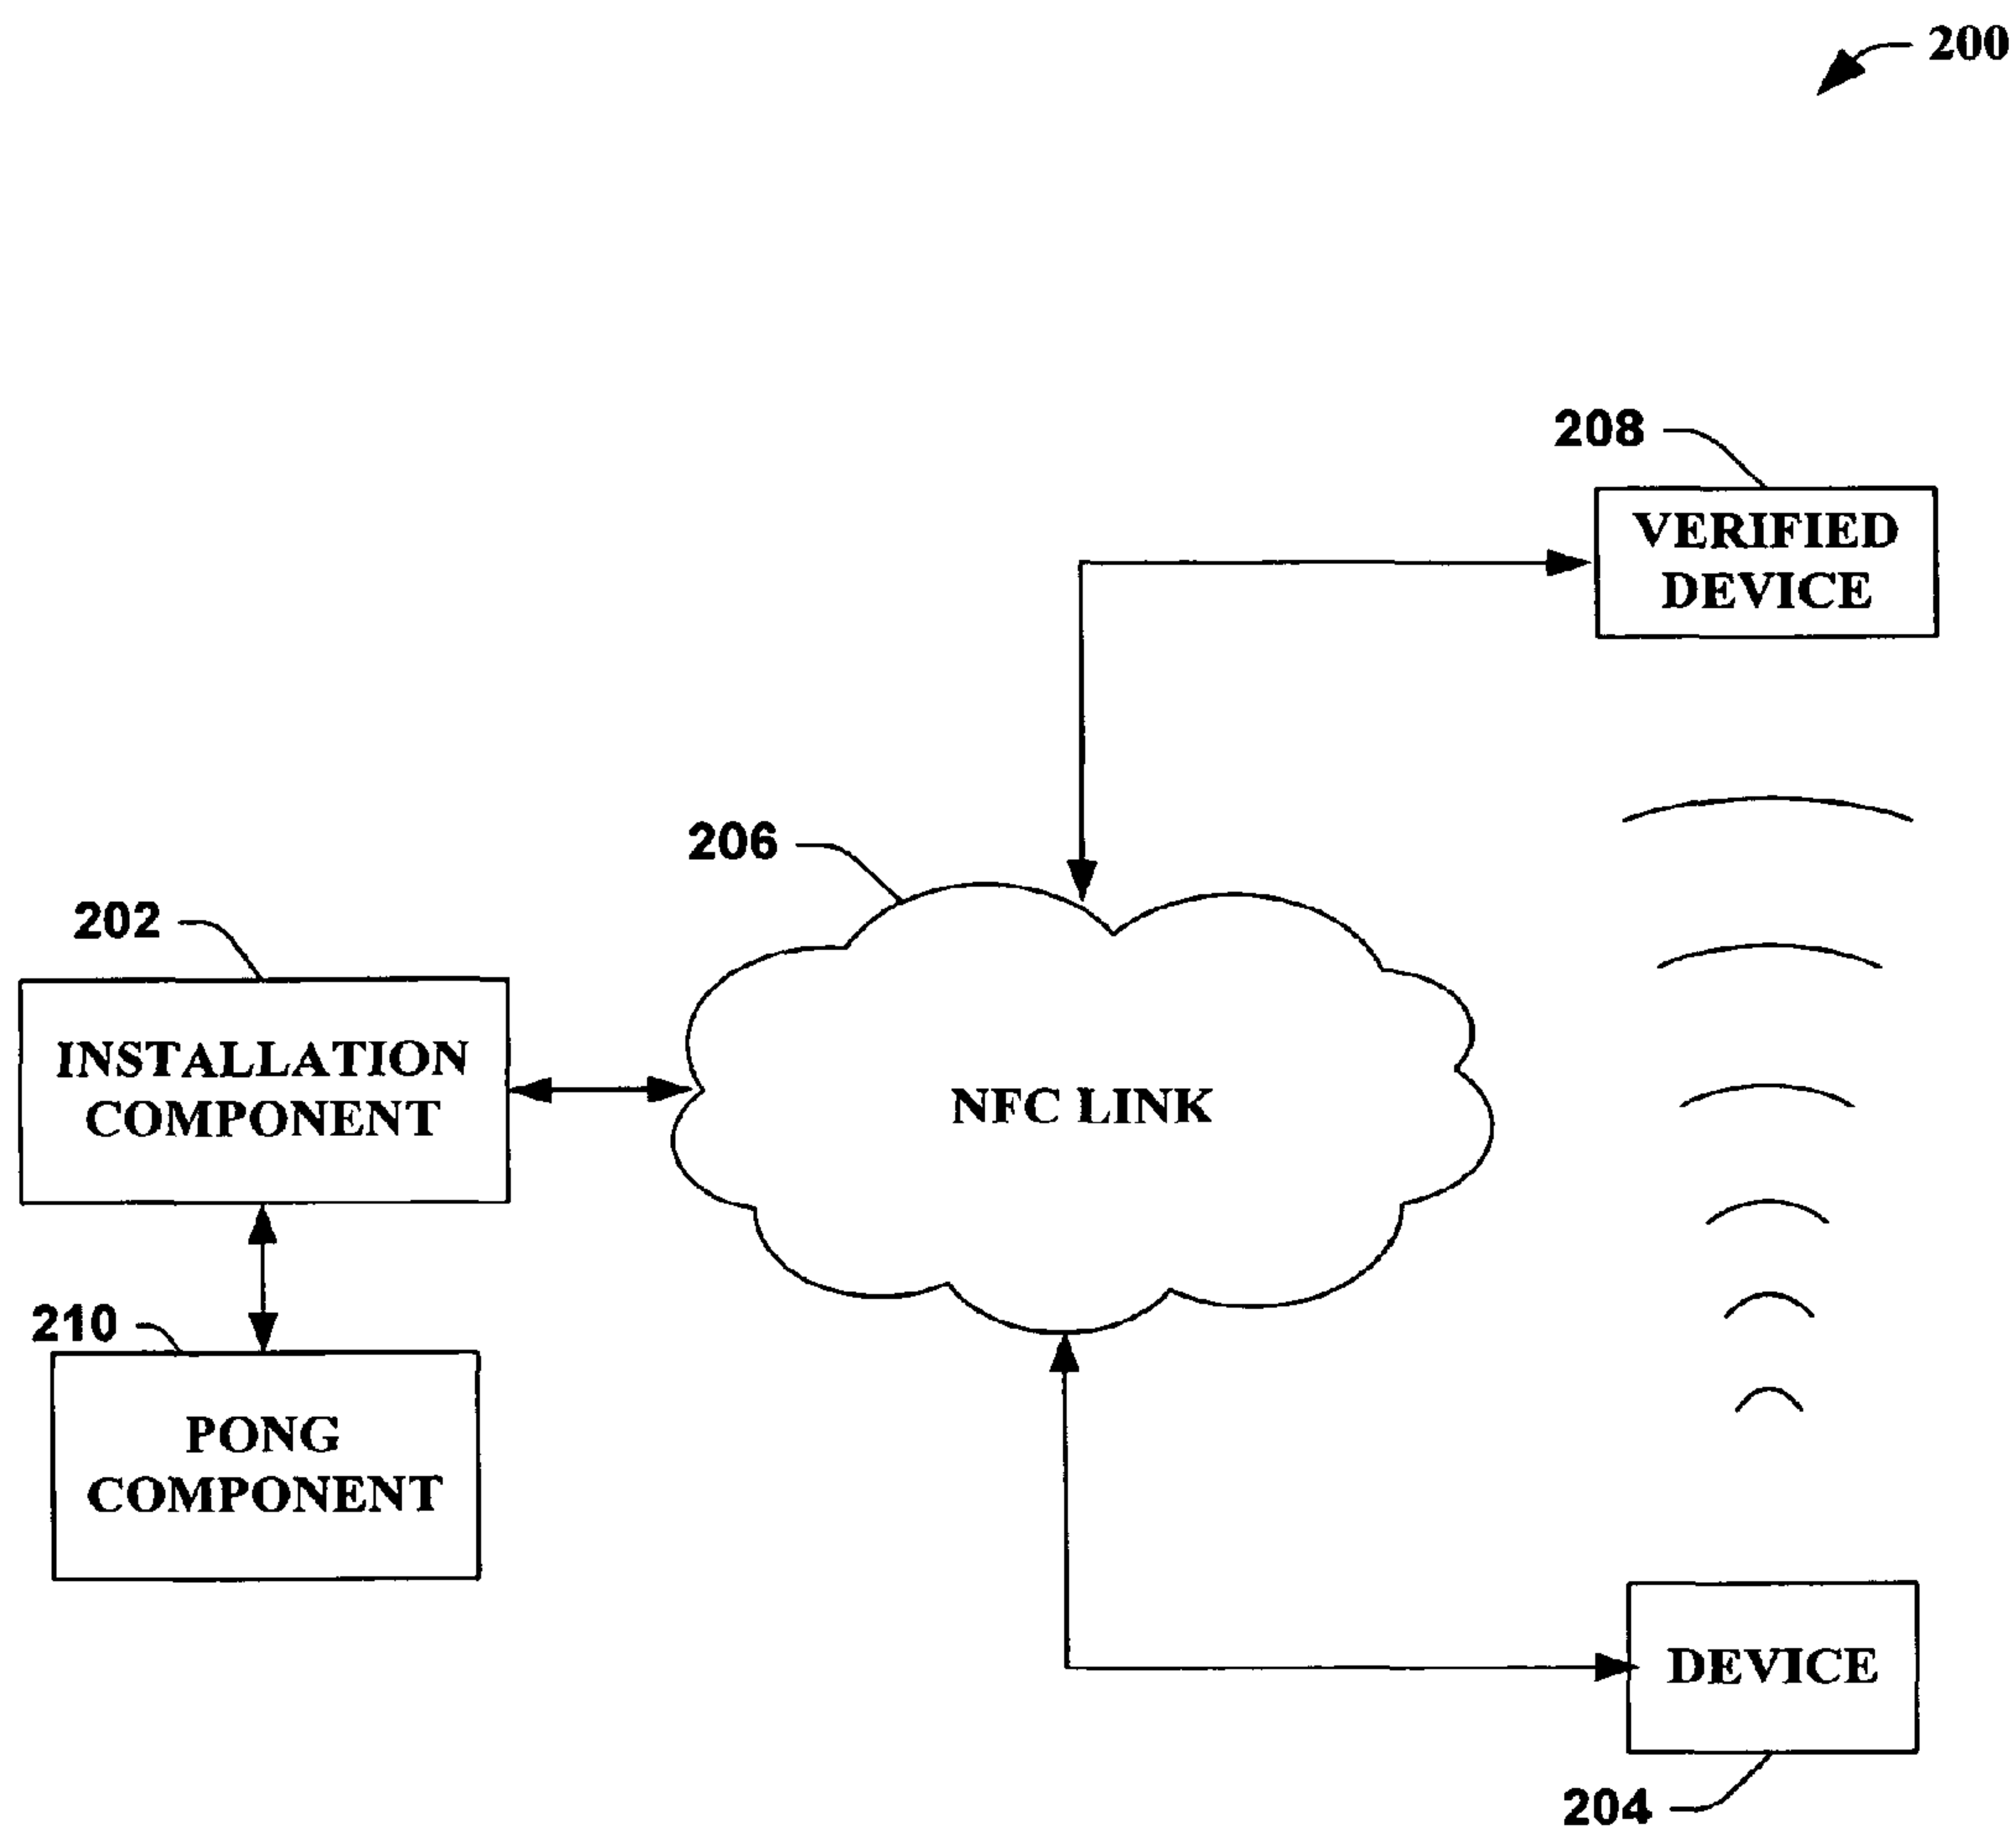 200
208
VERIFIED
DEVICE
206
202
INSTALLATION
COMPONENT
NFC LINK
210
PONG
COMPONENT
DEVICE
204